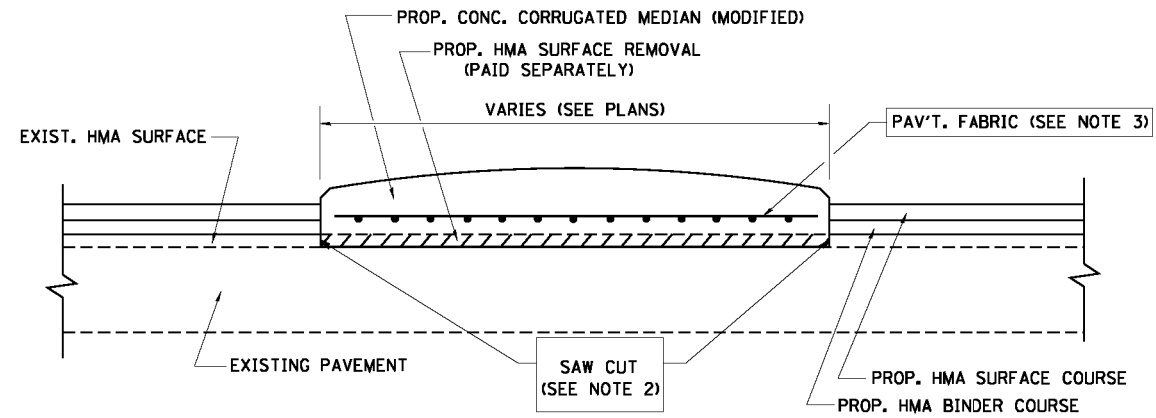 PROP. CONC. CORRUGATED MEDIAN (MODIFIED)
PROP. HMA SURFACE REMOVAL
(PAID SEPARATELY)
VARIES (SEE PLANS)
EXIST. HMA SURFACE
PAV'T. FABRIC (SEE NOTE 3)
EXISTING PAVEMENT
SAW CUT
(SEE NOTE 2)
PROP. HMA SURFACE COURSE
PROP. HMA BINDER COURSE